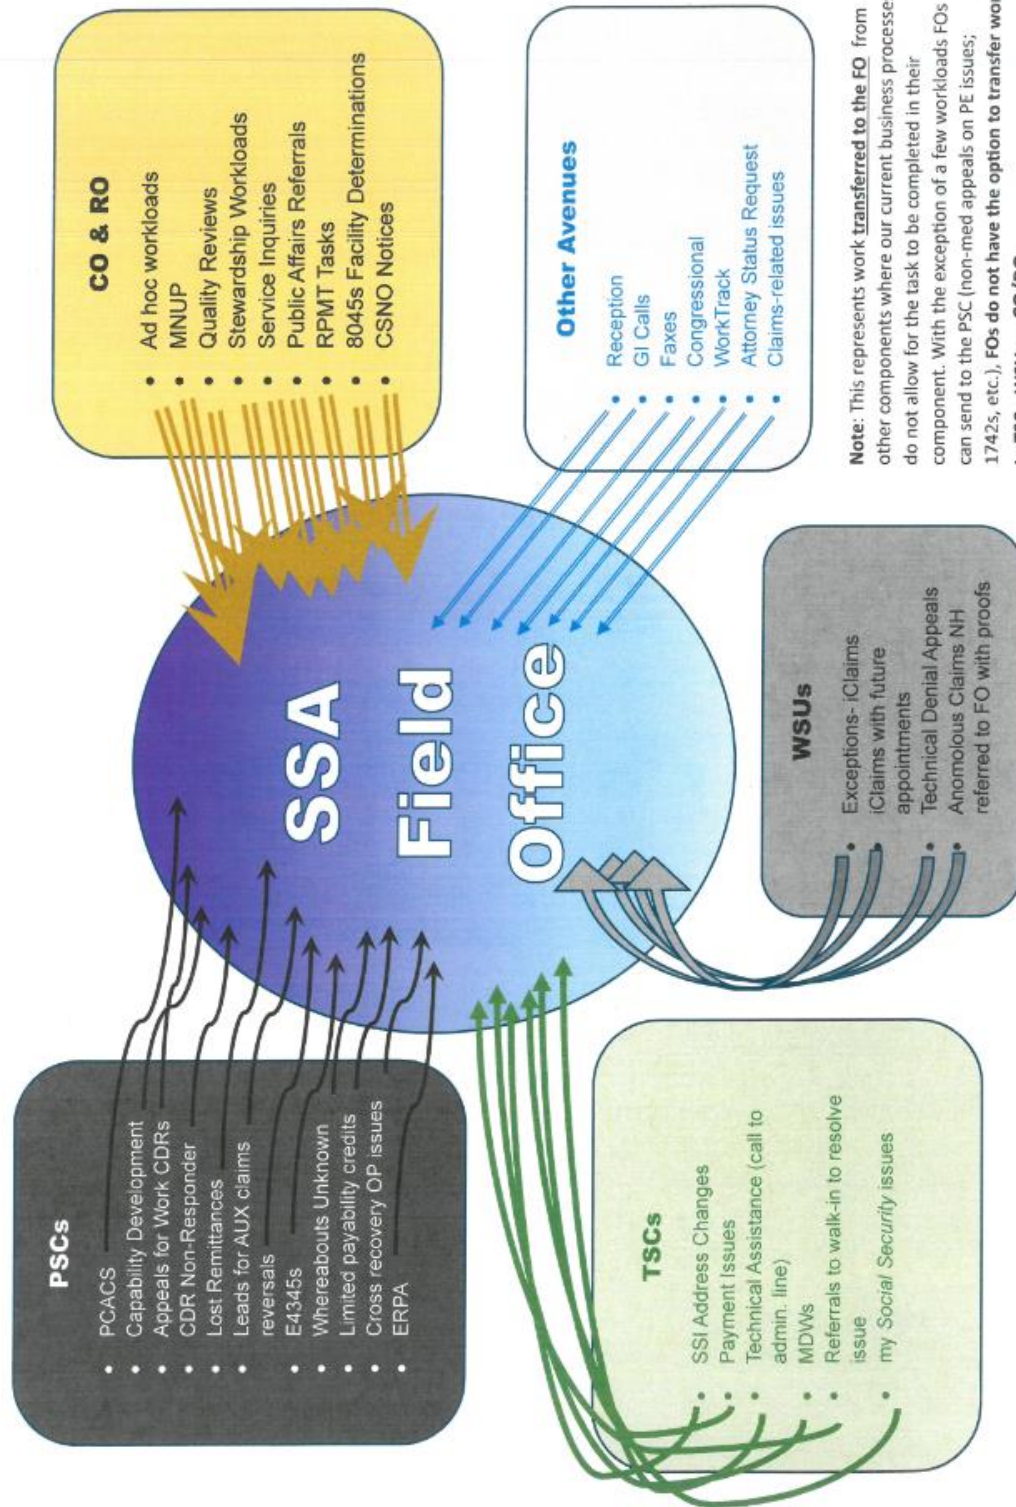 PSCs
• PCACS
• Capability Development
• Appeals for Work CDRs
• CDR Non-Responder
• Lost Remittances
• Leads for AUX claims
reversals
• E4345s
• Whereabouts Unknown
• Limited payability credits
• Cross recovery OP issues
• ERPA
CO & RO
• Ad hoc workloads
• MNUP
• Quality Reviews
• Stewardship Workloads
• Service Inquiries
• Public Affairs Referrals
• RPMT Tasks
• 8045s Facility Determinations
• CSNO Notices
SSA
Field
Office
TSCs
• SSI Address Changes
• Payment Issues
• Technical Assistance (call to
admin. line)
• MDWs
• Referrals to walk-in to resolve
issue
• my Social Security issues
WSUs
• Exceptions- iClaims
• iClaims with future
appointments
• Technical Denial Appeals
• Anomolous Claims NH
referred to FO with proofs
Other Avenues
• Reception
• GI Calls
• Faxes
• Congressional
• WorkTrack
• Attorney Status Request
• Claims-related issues
Note: This represents work transferred to the FO from
other components where our current business processe
do not allow for the task to be completed in their
component. With the exception of a few workloads FOs
can send to the PSC (non-med appeals on PE issues;
1742s, etc.), FOs do not have the option to transfer wor